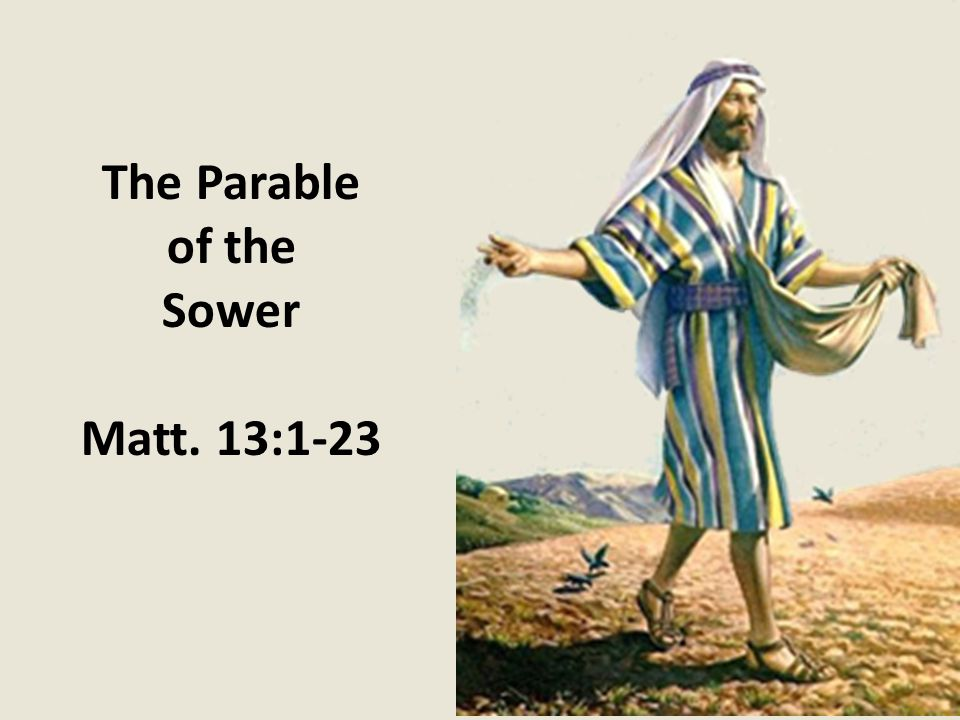 The Parable
of the
Sower
Matt. 13:1-23